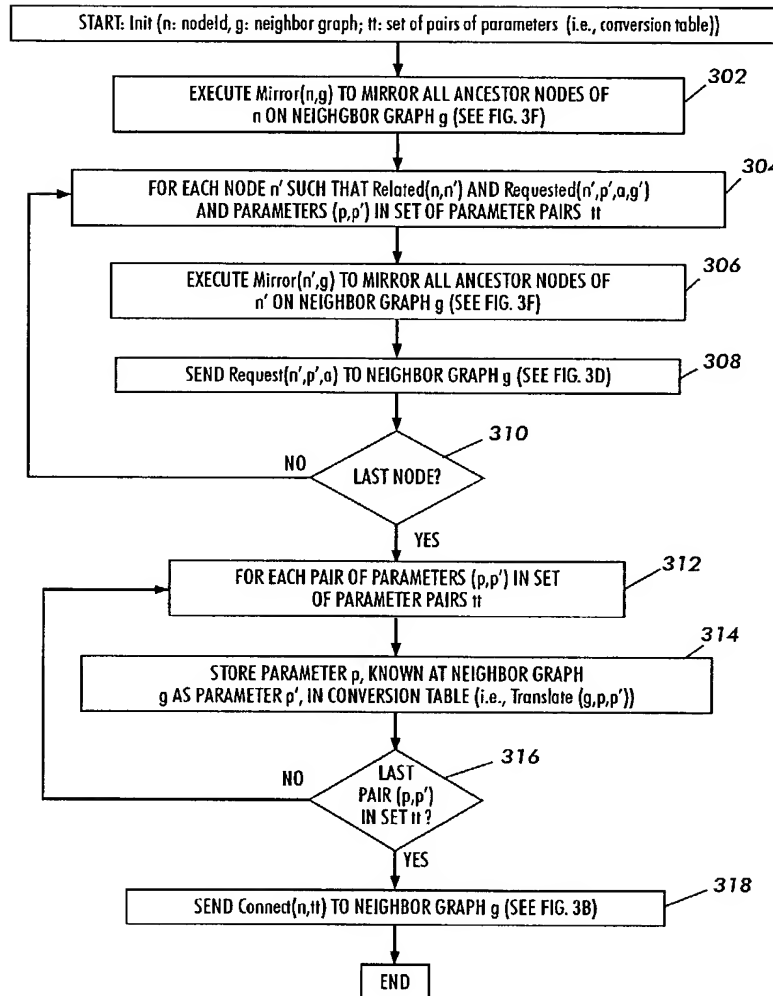 START: Init (n: nodeId, g: neighbor graph; tt: set of pairs of parameters (i.e., conversion table))
302
EXECUTE Mirror(n,g) TO MIRROR ALL ANCESTOR NODES OF
n ON NEIGHGBOR GRAPH g (SEE FIG. 3F)
304
FOR EACH NODE n' SUCH THAT Related(n,n') AND Requested(n',p',a,g')
AND PARAMETERS (p,p') IN SET OF PARAMETER PAIRS tt
306
EXECUTE Mirror(n',g) TO MIRROR ALL ANCESTOR NODES OF
n' ON NEIGHBOR GRAPH g (SEE FIG. 3F)
308
SEND Request(n',p',a) TO NEIGHBOR GRAPH g (SEE FIG. 3D)
310
NO
LAST NODE?
YES
312
FOR EACH PAIR OF PARAMETERS (p,p') IN SET
OF PARAMETER PAIRS tt
314
STORE PARAMETER p, KNOWN AT NEIGHBOR GRAPH
g AS PARAMETER p', IN CONVERSION TABLE (i.e., Translate (g,p,p'))
316
NO
LAST
PAIR (p,p')
IN SET tt?
YES
318
SEND Connect(n,tt) TO NEIGHBOR GRAPH g (SEE FIG. 3B)
END